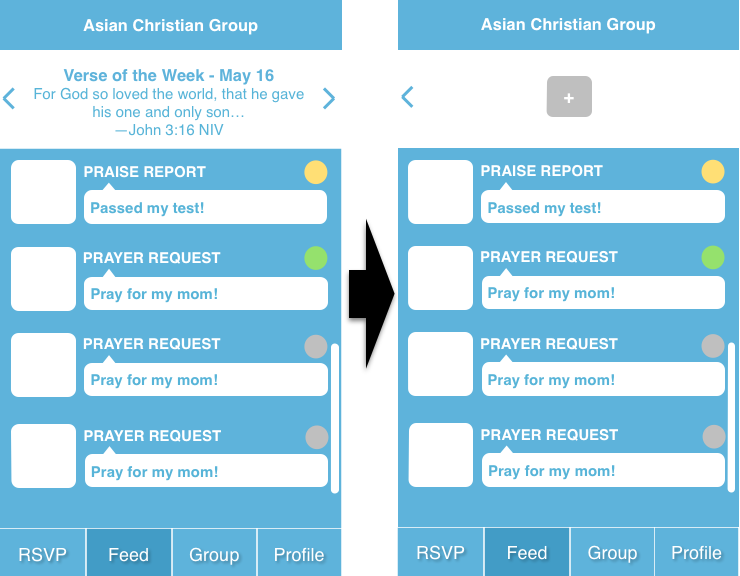 Asian Christian Group
Verse of the Week - May 16
For God so loved the world, that he gave
his one and only son…
—John 3:16 NIV
PRAISE REPORT
Passed my test!
PRAYER REQUEST
Pray for my mom!
PRAYER REQUEST
Pray for my mom!
PRAYER REQUEST
Pray for my mom!
RSVP
Feed
Group
Profile
Asian Christian Group
+
PRAISE REPORT
Passed my test!
PRAYER REQUEST
Pray for my mom!
PRAYER REQUEST
Pray for my mom!
PRAYER REQUEST
Pray for my mom!
RSVP
Feed
Group
Profile